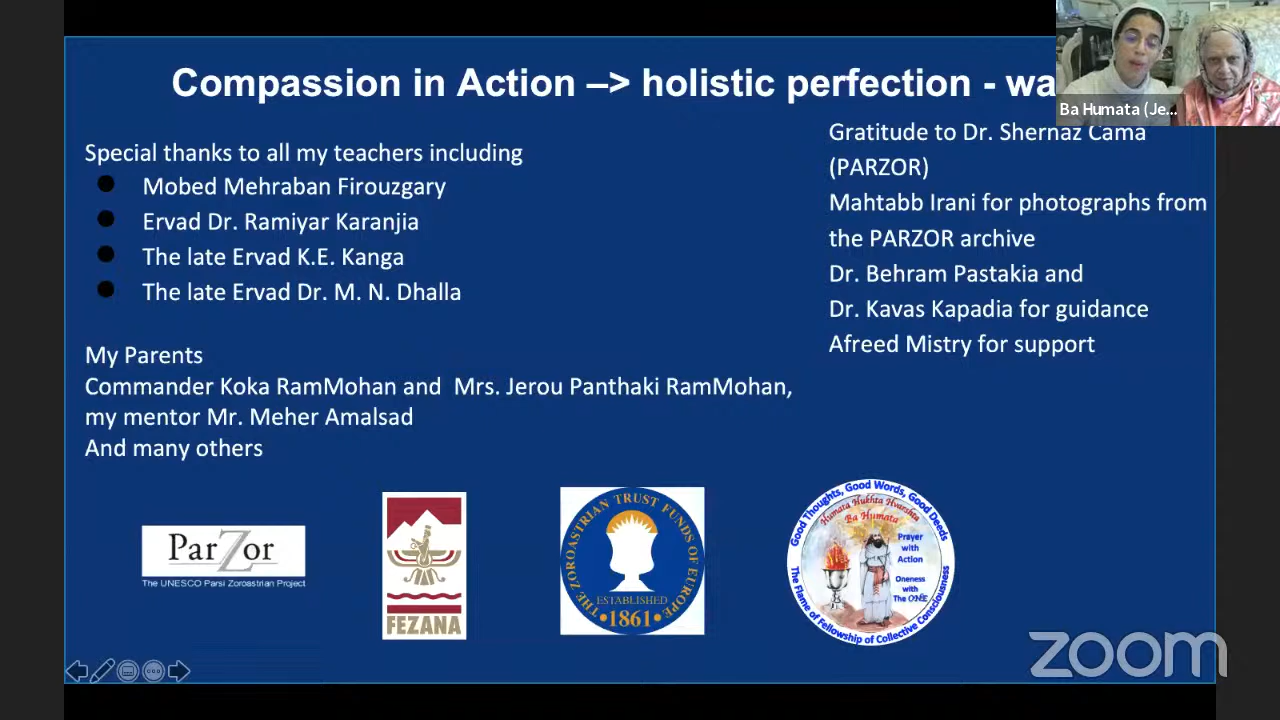 Compassion in Action –> holistic perfection - wa
Ba Humata (Je...
Special thanks to all my teachers including
Mobed Mehraban Firouzgary
Ervad Dr. Ramiyar Karanjia
The late Ervad K.E. Kanga
The late Ervad Dr. M. N. Dhalla
My Parents
Commander Koka RamMohan and Mrs. Jerou Panthaki RamMohan,
my mentor Mr. Meher Amalsad
And many others
Gratitude to Dr. Shernaz Cama
(PARZOR)
Mahtabb Irani for photographs from
the PARZOR archive
Dr. Behram Pastakia and
Dr. Kavas Kapadia for guidance
Afreed Mistry for support
ParZor
The UNESCO Parsi Zoroastrian Project
FEZANA
THE ZOROASTRIAN TRUST FUNDS OF EUROPE
ESTABLISHED
•1861•
Good Thoughts, Good Words, Good Deeds
Humata Hukhta Hvarshta
Ba Humata
Prayer
with
Action
Oneness
with
The ONE
The Flame of Fellowship of Collective Consciousness
zoom